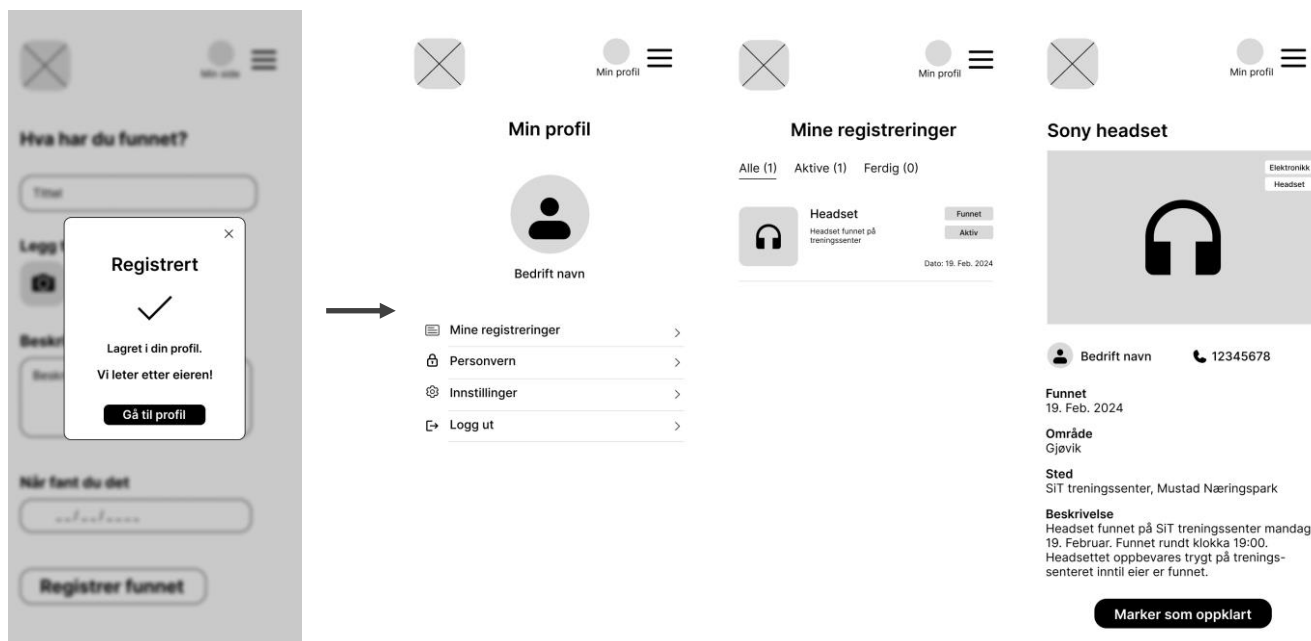 Min side
Hva har du funnet?
Tittel
Registrert
Lagret i din profil.
Vi leter etter eieren!
Gå til profil
Når fant du det
__/__/____
Registrer funnet
Min profil
Min profil
Bedrift navn
Mine registreringer
Personvern
Innstillinger
Logg ut
Min profil
Mine registreringer
Alle (1) Aktive (1) Ferdig (0)
Headset
Funnet
Headset funnet på
treningssenter
Aktiv
Dato: 19. Feb. 2024
Min profil
Sony headset
Elektronikk
Headset
Bedrift navn 12345678
Funnet
19. Feb. 2024
Område
Gjøvik
Sted
SiT treningssenter, Mustad Næringspark
Beskrivelse
Headset funnet på SiT treningssenter mandag
19. Februar. Funnet rundt klokka 19:00.
Headsettet oppbevares trygt på trenings-
senteret inntil eier er funnet.
Marker som oppklart